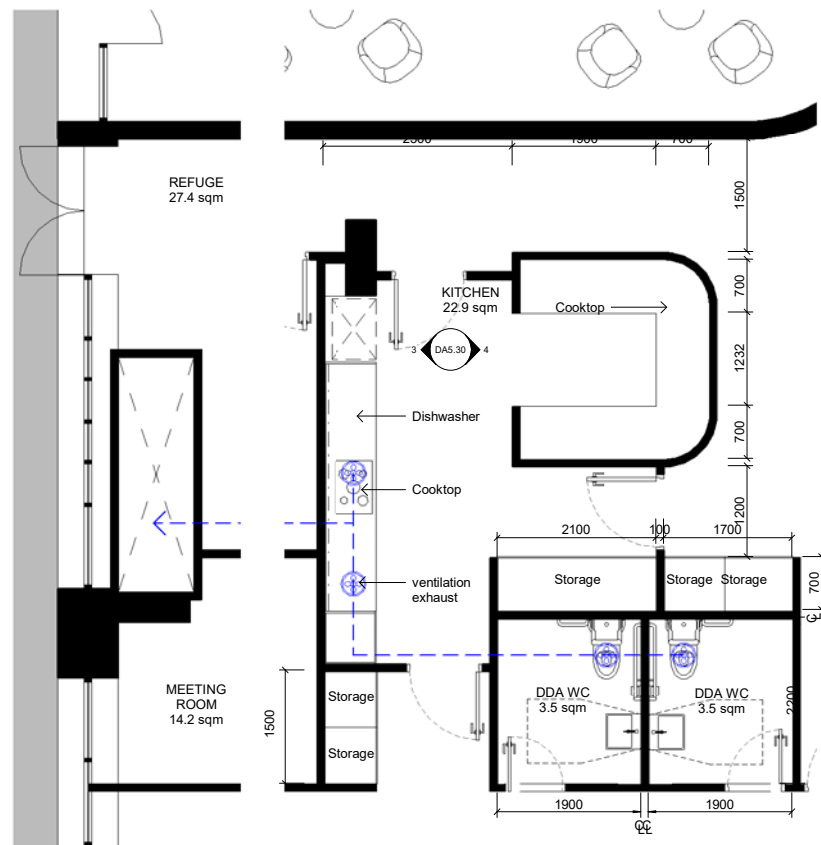 2300
1900
700
REFUGE
27.4 sqm
1500
KITCHEN
22.9 sqm
Cooktop
700
3
DA5.30
4
1232
Dishwasher
700
Cooktop
1200
2100
100
1700
ventilation
exhaust
Storage
Storage
Storage
700
CL
MEETING
ROOM
14.2 sqm
1500
Storage
Storage
DDA WC
3.5 sqm
DDA WC
3.5 sqm
2200
1900
1900